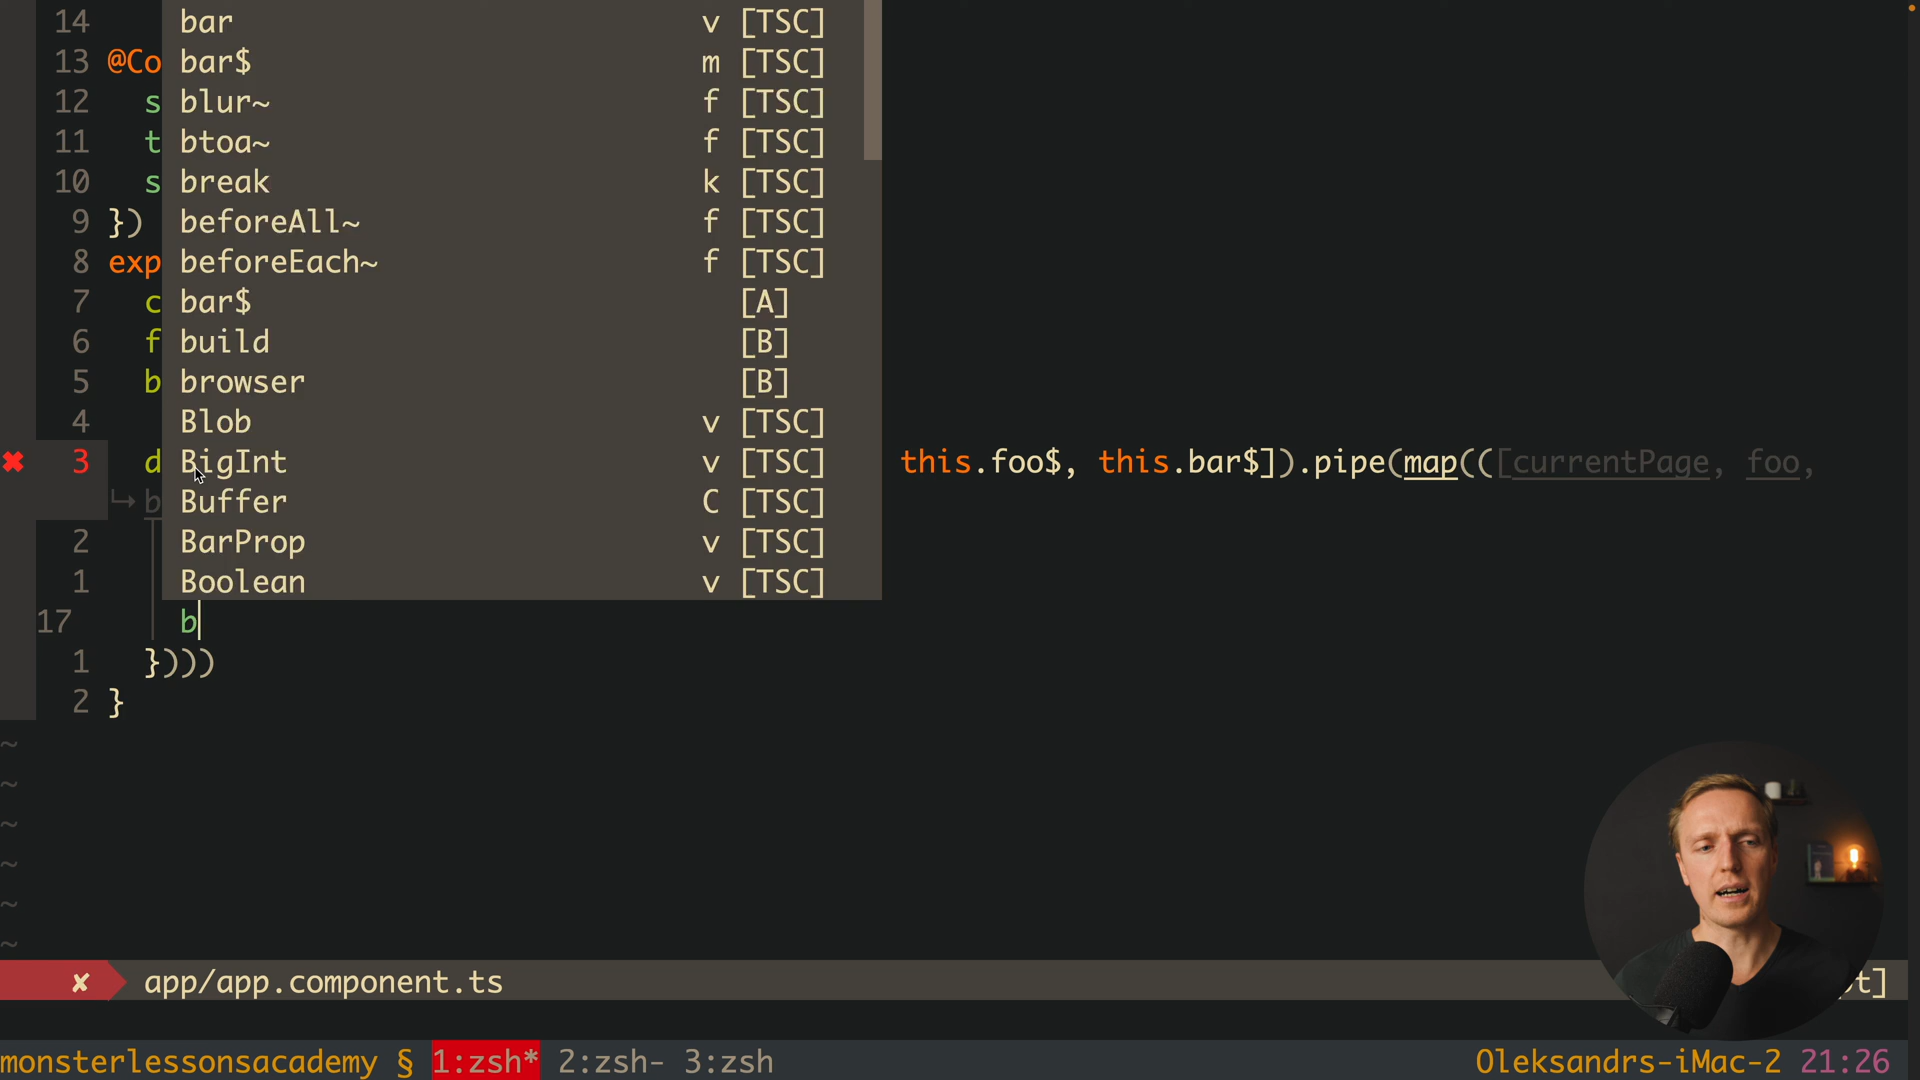 14 bar v [TSC]
13 @Co bar$ m [TSC]
12 s blur~ f [TSC]
11 t btoa~ f [TSC]
10 s break k [TSC]
9 }) beforeAll~ f [TSC]
8 exp beforeEach~ f [TSC]
7 c bar$ [A]
6 f build [B]
5 b browser [B]
4 Blob v [TSC]
✖ 3 d BigInt v [TSC] this.foo$, this.bar$]).pipe(map(([currentPage, foo,
↪ b Buffer C [TSC]
2 BarProp v [TSC]
1 Boolean v [TSC]
17 b
1 })))
2 }
~
~
~
~
~
~
✘ app/app.component.ts t]
monsterlessonsacademy § 1:zsh* 2:zsh- 3:zsh Oleksandrs-iMac-2 21:26